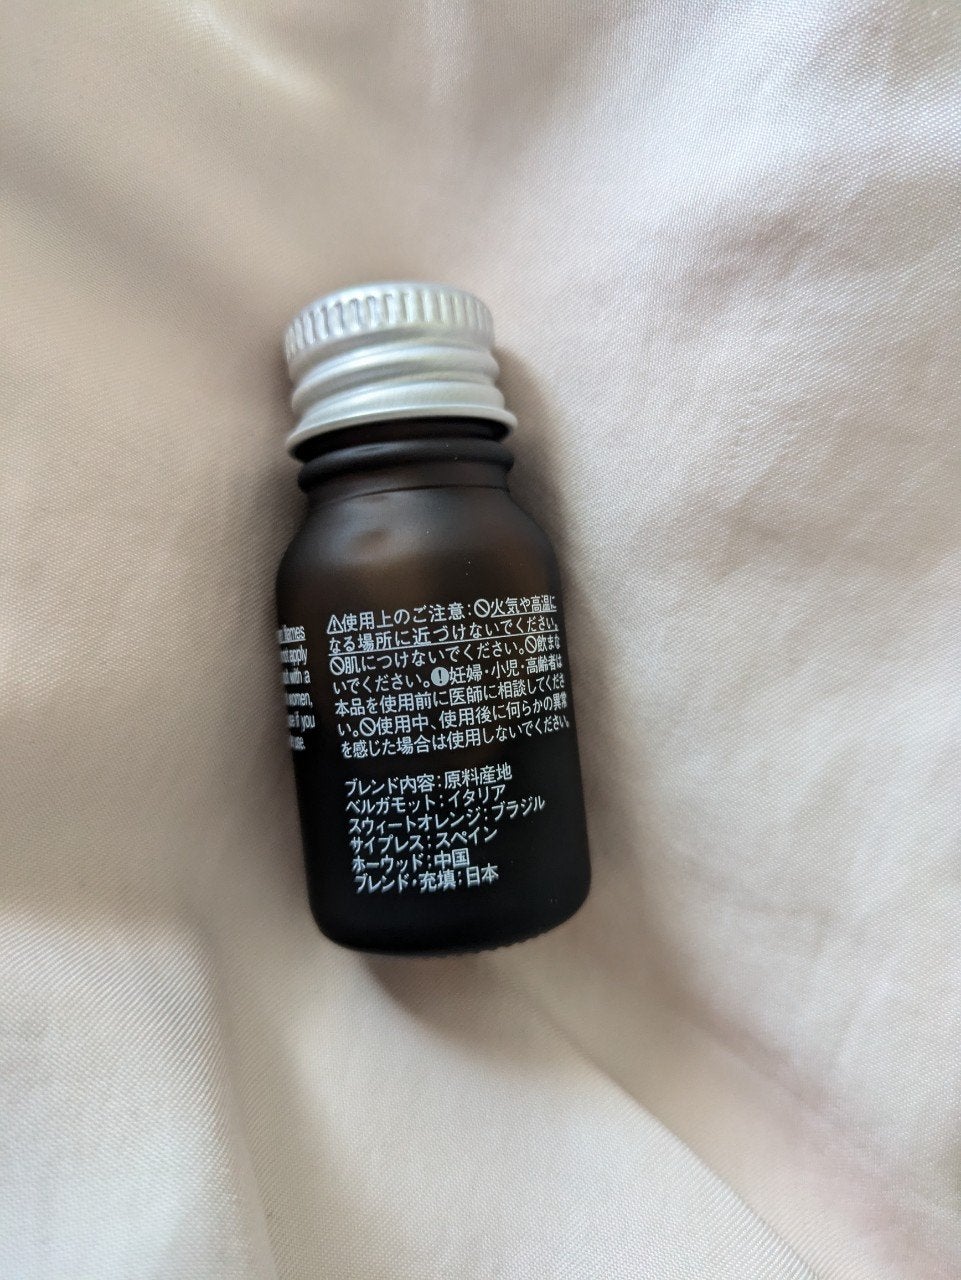 flames
not apply
with a
women,
if you
use.
⚠使用上のご注意:🚫火気や高温に
なる場所に近づけないでください。
🚫肌につけないでください。🚫飲まな
いでください。❗妊婦・小児・高齢者は
本品を使用前に医師に相談してくださ
い。🚫使用中、使用後に何らかの異常
を感じた場合は使用しないでください。
ブレンド内容:原料産地
ベルガモット:イタリア
スウィートオレンジ:ブラジル
サイプレス:スペイン
ホーウッド:中国
ブレンド・充填:日本